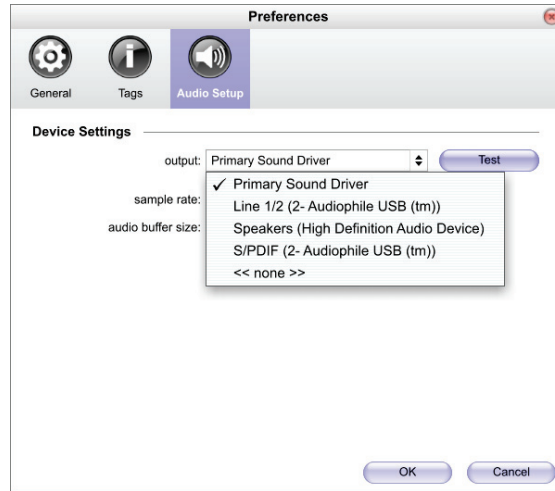 Preferences
General Tags Audio Setup
Device Settings
output: Primary Sound Driver Test
✓ Primary Sound Driver
sample rate: Line 1/2 (2- Audiophile USB (tm))
audio buffer size: Speakers (High Definition Audio Device)
S/PDIF (2- Audiophile USB (tm))
<< none >>
OK Cancel